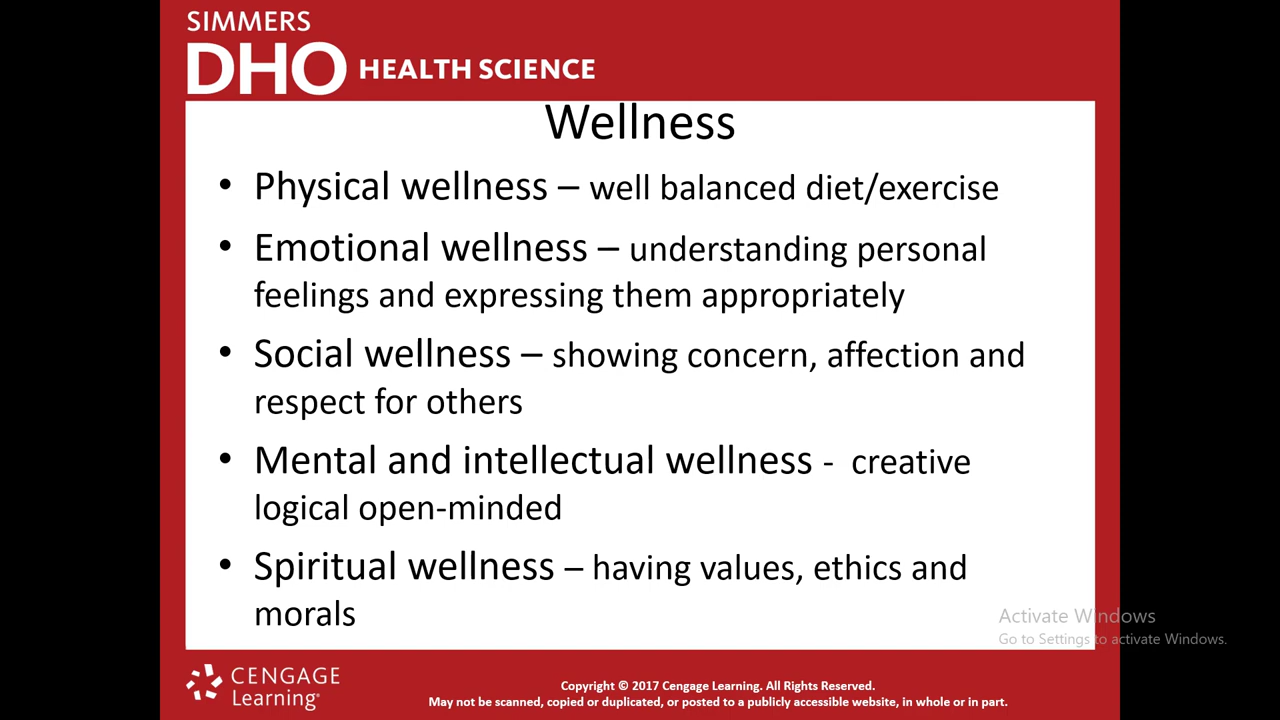 SIMMERS
DHO HEALTH SCIENCE
Wellness
• Physical wellness – well balanced diet/exercise
• Emotional wellness – understanding personal
feelings and expressing them appropriately
• Social wellness – showing concern, affection and
respect for others
• Mental and intellectual wellness - creative
logical open-minded
• Spiritual wellness – having values, ethics and
morals
Activate Windows
Go to Settings to activate Windows.
CENGAGE
Learning®
Copyright © 2017 Cengage Learning. All Rights Reserved.
May not be scanned, copied or duplicated, or posted to a publicly accessible website, in whole or in part.